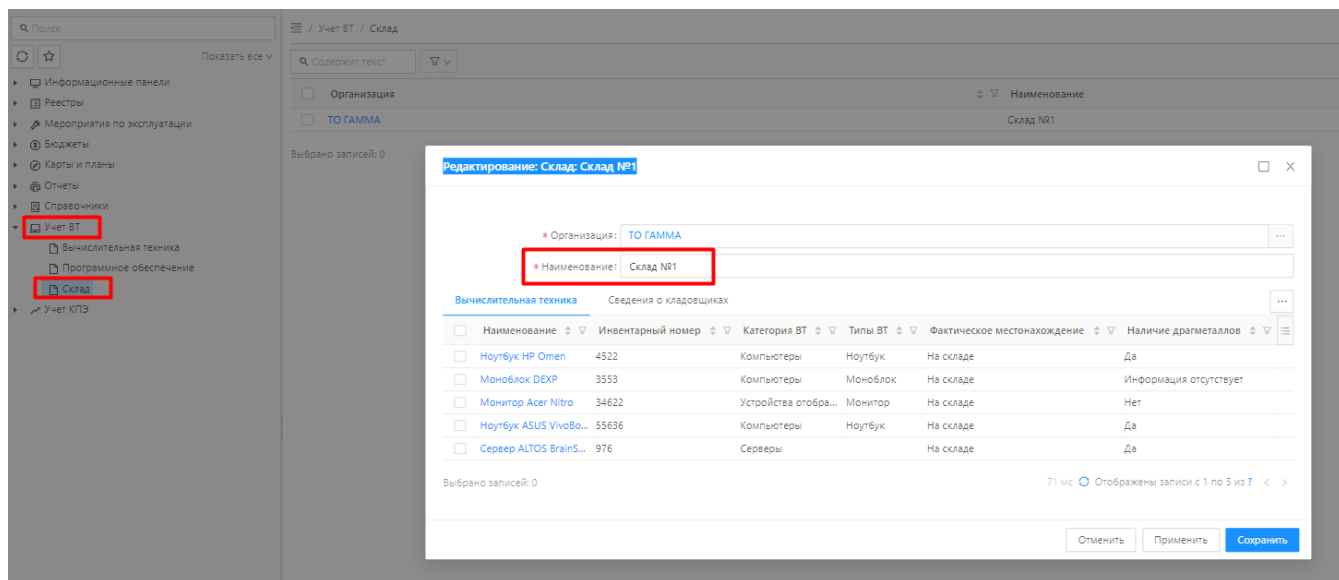 Поиск
Показать все
Информационные панели
Реестры
Мероприятия по эксплуатации
Бюджеты
Карты и планы
Отчеты
Справочники
Учет ВТ
Вычислительная техника
Программное обеспечение
Склад
Учет КПЭ
/ Учет ВТ / Склад
Содержит текст
Организация Наименование
ТО ГАММА Склад №1
Выбрано записей: 0
Редактирование: Склад: Склад №1
* Организация: ТО ГАММА ...
* Наименование: Склад №1
Вычислительная техника Сведения о кладовщиках ...
Наименование Инвентарный номер Категория ВТ Типы ВТ Фактическое местонахождение Наличие драгметаллов
Ноутбук HP Omen 4522 Компьютеры Ноутбук На складе Да
Моноблок DEXP 3553 Компьютеры Моноблок На складе Информация отсутствует
Монитор Acer Nitro 34622 Устройства отобра... Монитор На складе Нет
Ноутбук ASUS VivoBo... 55636 Компьютеры Ноутбук На складе Да
Сервер ALTOS BrainS... 976 Серверы На складе Да
Выбрано записей: 0 71 мс. Отображены записи с 1 по 5 из ? < >
Отменить Применить Сохранить